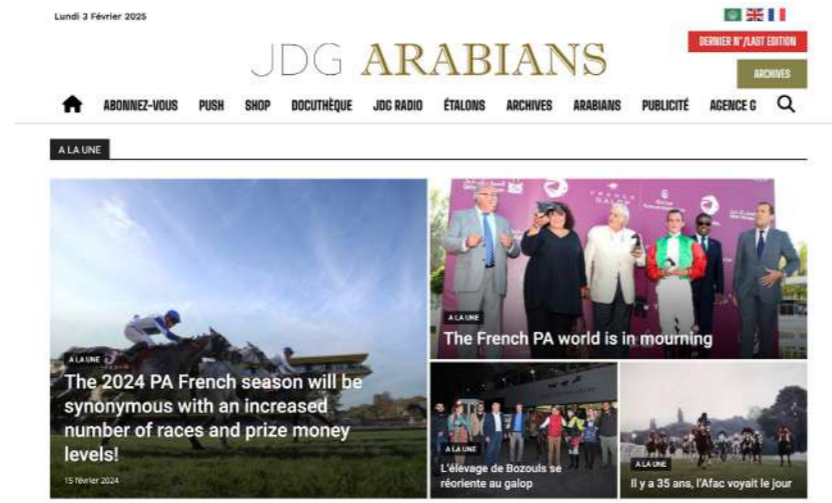 Lundi 3 Février 2025
DERNIER N°/LAST EDITION
JDG ARABIANS
ARCHIVES
ABONNEZ-VOUS PUSH SHOP DOCUTHÈQUE JDG RADIO ÉTALONS ARCHIVES ARABIANS PUBLICITÉ AGENCE G
A LA UNE
A LA UNE
The 2024 PA French season will be
synonymous with an increased
number of races and prize money
levels!
15 février 2024
FRANCE
GALOP
A LA UNE
The French PA world is in mourning
A LA UNE
L'élevage de Bozouls se
réoriente au galop
A LA UNE
Il y a 35 ans, l'Afac voyait le jour